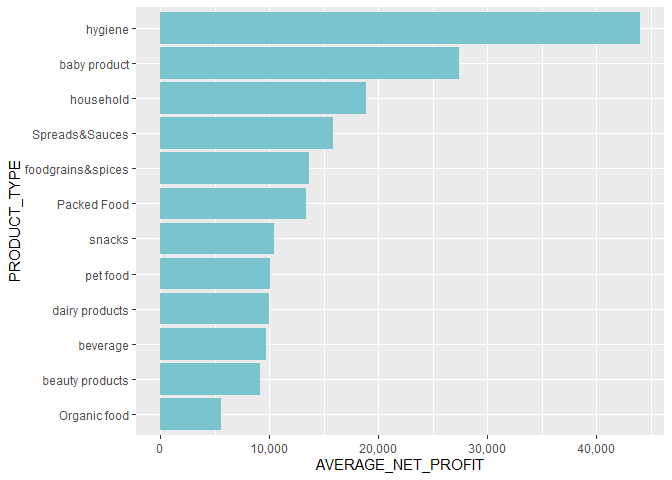 hygiene
baby product
household
Spreads&Sauces
foodgrains&spices
Packed Food
snacks
pet food
dairy products
beverage
beauty products
Organic food
PRODUCT_TYPE
0 10,000 20,000 30,000 40,000
AVERAGE_NET_PROFIT